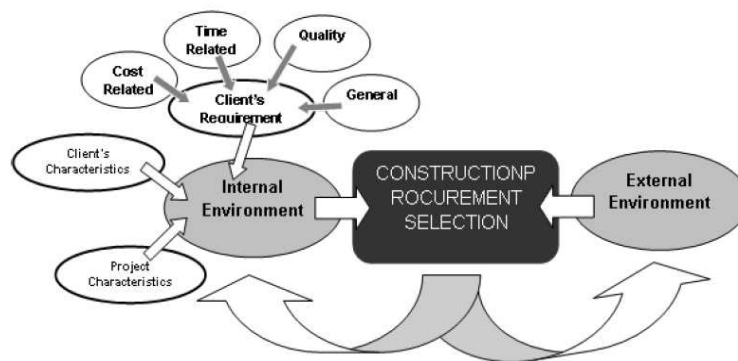 Time
Related
Quality
Cost
Related
Client's
Requirement
General
Client's
Characteristics
Internal
Environment
CONSTRUCTIONP
ROCUREMENT
SELECTION
External
Environment
Project
Characteristics